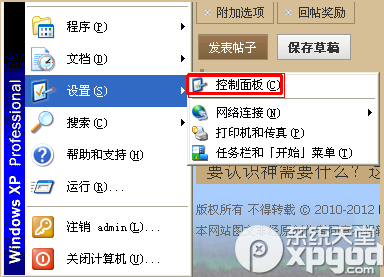 附加选项 回帖奖励
发表帖子 保存草稿
Windows XP Professional
程序(P)
文档(D)
设置(S)
搜索(C)
帮助和支持(H)
运行(R)...
注销 admin(L)...
关闭计算机(U)...
控制面板(C)
网络连接(N)
打印机和传真(P)
任务栏和「开始」菜单(T)
要认识神需要什么？
版权所有 不得转载 © 2010-2012
本网站图
系统天堂
xpgod